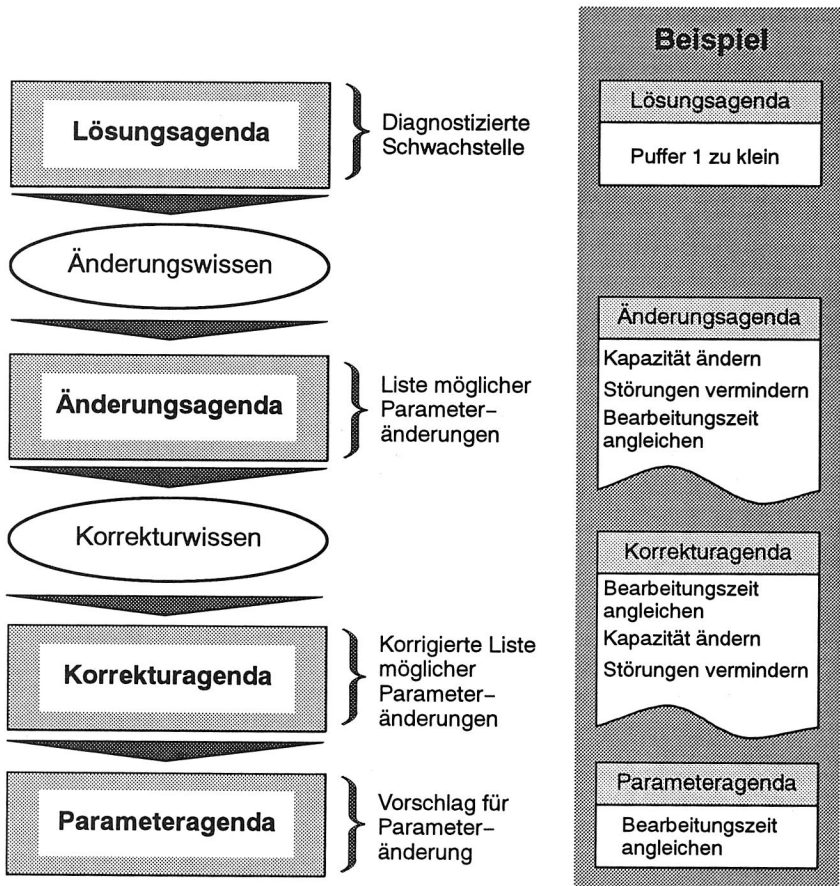 Lösungsagenda
Diagnostizierte
Schwachstelle
Änderungswissen
Änderungsagenda
Liste möglicher
Parameter–
änderungen
Korrekturwissen
Korrekturagenda
Korrigierte Liste
möglicher
Parameter–
änderungen
Parameteragenda
Vorschlag für
Parameter–
änderung
Beispiel
Lösungsagenda
Puffer 1 zu klein
Änderungsagenda
Kapazität ändern
Störungen vermindern
Bearbeitungszeit
angleichen
Korrekturagenda
Bearbeitungszeit
angleichen
Kapazität ändern
Störungen vermindern
Parameteragenda
Bearbeitungszeit
angleichen